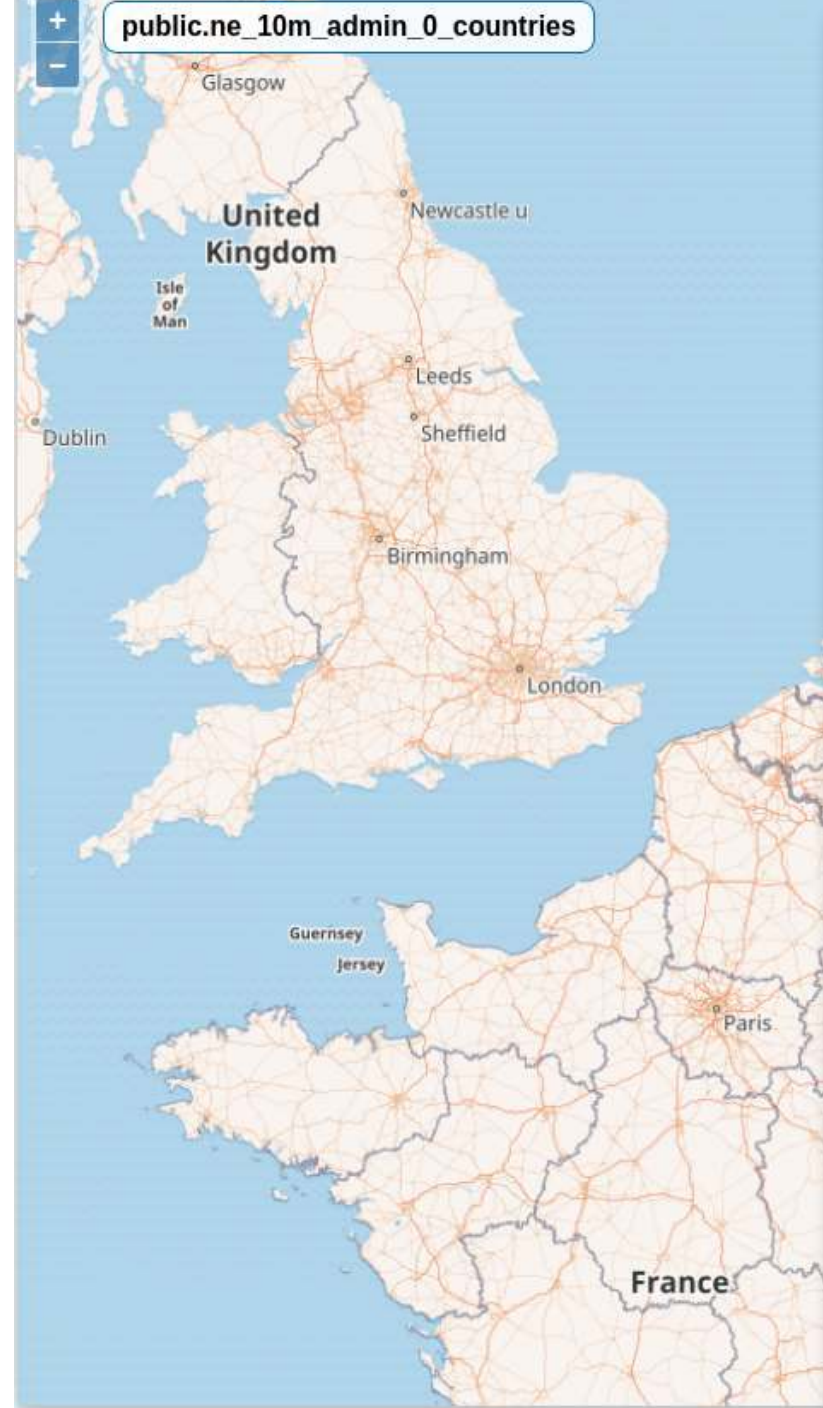 +
public.ne_10m_admin_0_countries
−
Glasgow
Newcastle u
United
Kingdom
Isle
of
Man
Leeds
Dublin
Sheffield
Birmingham
London
Guernsey
Jersey
Paris
France